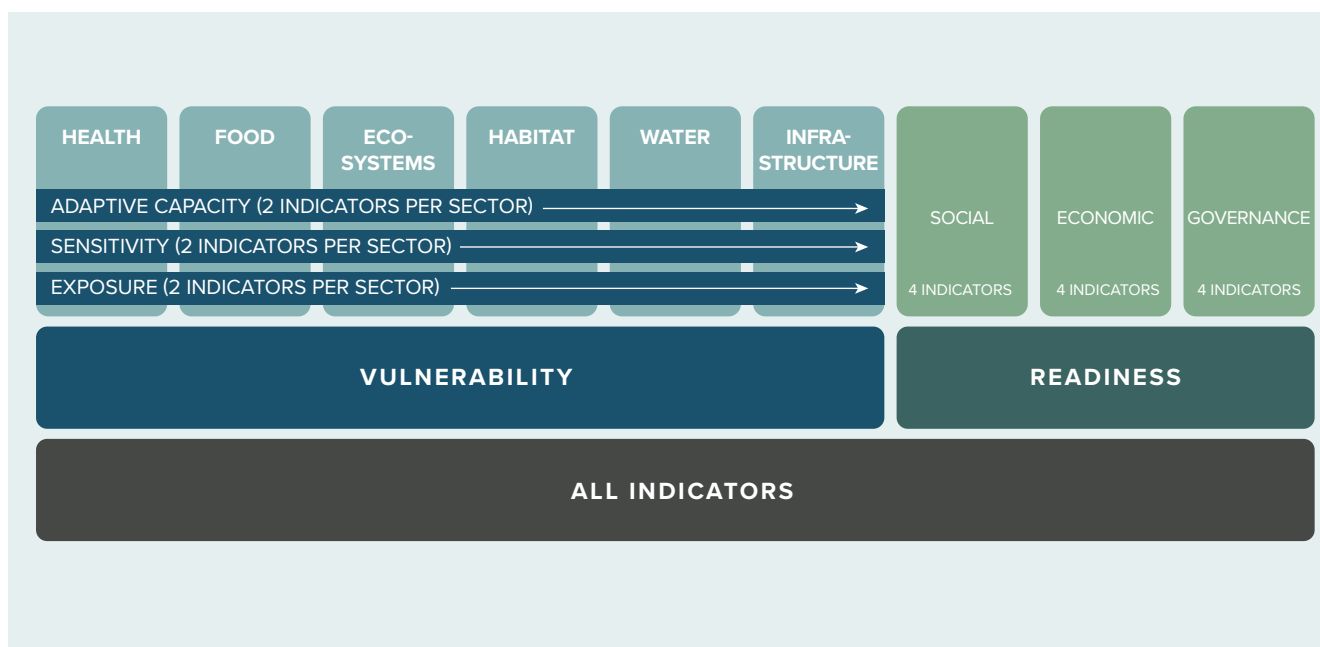 HEALTH
FOOD
ECO-
SYSTEMS
HABITAT
WATER
INFRA-
STRUCTURE
ADAPTIVE CAPACITY (2 INDICATORS PER SECTOR)
SENSITIVITY (2 INDICATORS PER SECTOR)
EXPOSURE (2 INDICATORS PER SECTOR)
SOCIAL
4 INDICATORS
ECONOMIC
4 INDICATORS
GOVERNANCE
4 INDICATORS
VULNERABILITY
READINESS
ALL INDICATORS